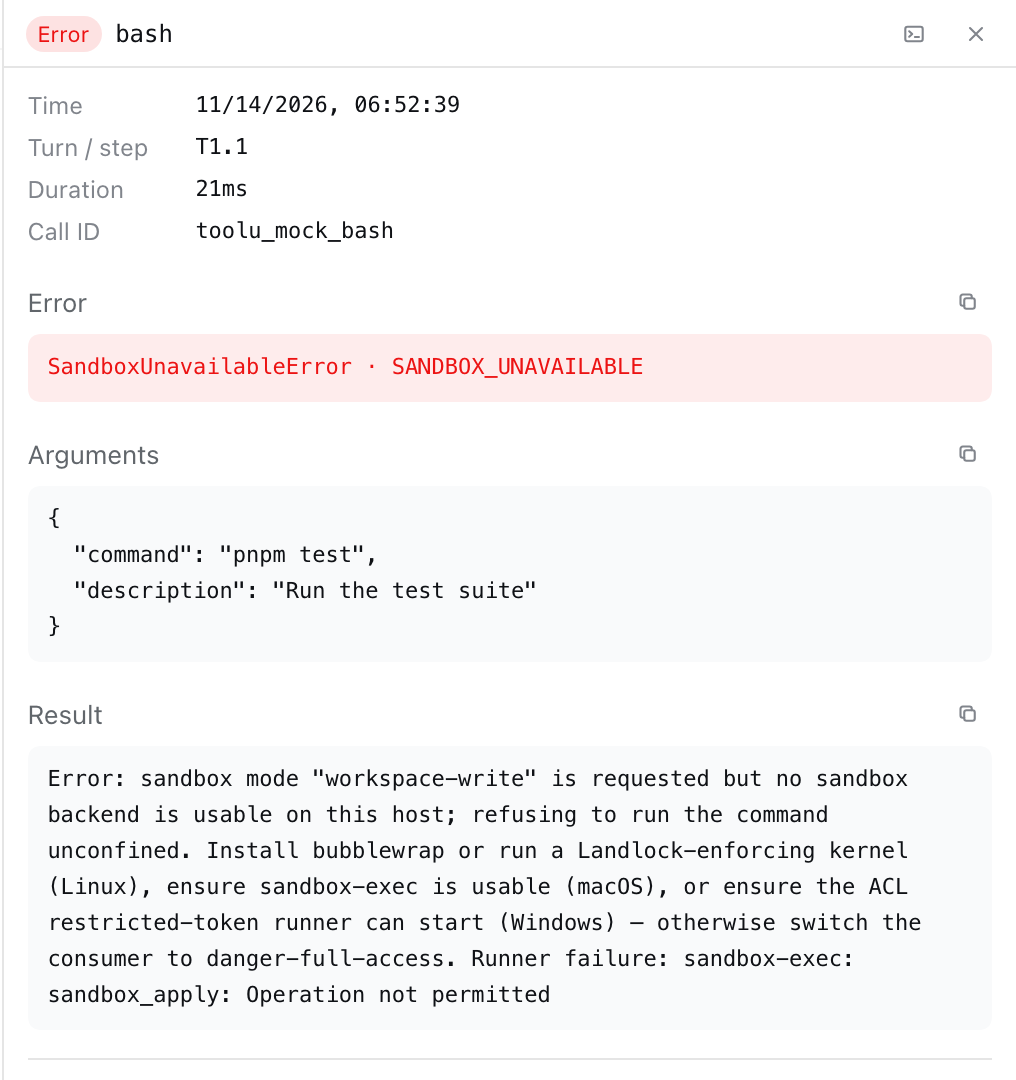 Error bash
Time 11/14/2026, 06:52:39
Turn / step T1.1
Duration 21ms
Call ID toolu_mock_bash
Error
SandboxUnavailableError · SANDBOX_UNAVAILABLE
Arguments
{
  "command": "pnpm test",
  "description": "Run the test suite"
}
Result
Error: sandbox mode "workspace-write" is requested but no sandbox
backend is usable on this host; refusing to run the command
unconfined. Install bubblewrap or run a Landlock-enforcing kernel
(Linux), ensure sandbox-exec is usable (macOS), or ensure the ACL
restricted-token runner can start (Windows) — otherwise switch the
consumer to danger-full-access. Runner failure: sandbox-exec:
sandbox_apply: Operation not permitted